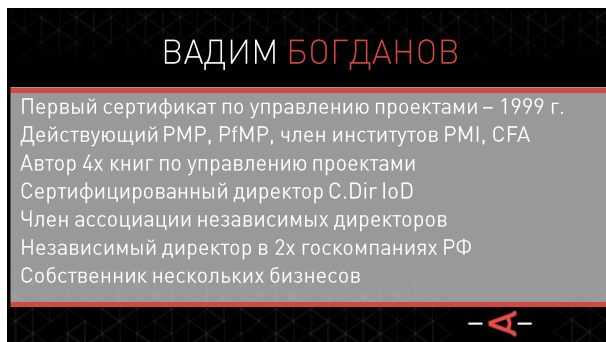 ВАДИМ БОГДАНОВ
Первый сертификат по управлению проектами – 1999 г.
Действующий PMP, PfMP, член институтов PMI, CFA
Автор 4х книг по управлению проектами
Сертифицированный директор C.Dir IoD
Член ассоциации независимых директоров
Независимый директор в 2х госкомпаниях РФ
Собственник нескольких бизнесов